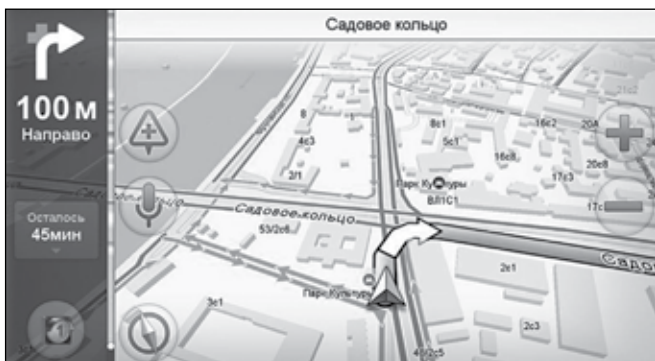 Садовое кольцо
100 м
Направо
Осталось
45мин
8
1
4с3
2/1
8с1
5с1
16с2
20А
16с8
20с8
17с3
Парк Культуры
ВЛ1С1
17с
Садовое кольцо
53/2с6
Садо
Парк Культуры
2с1
3с1
2с3